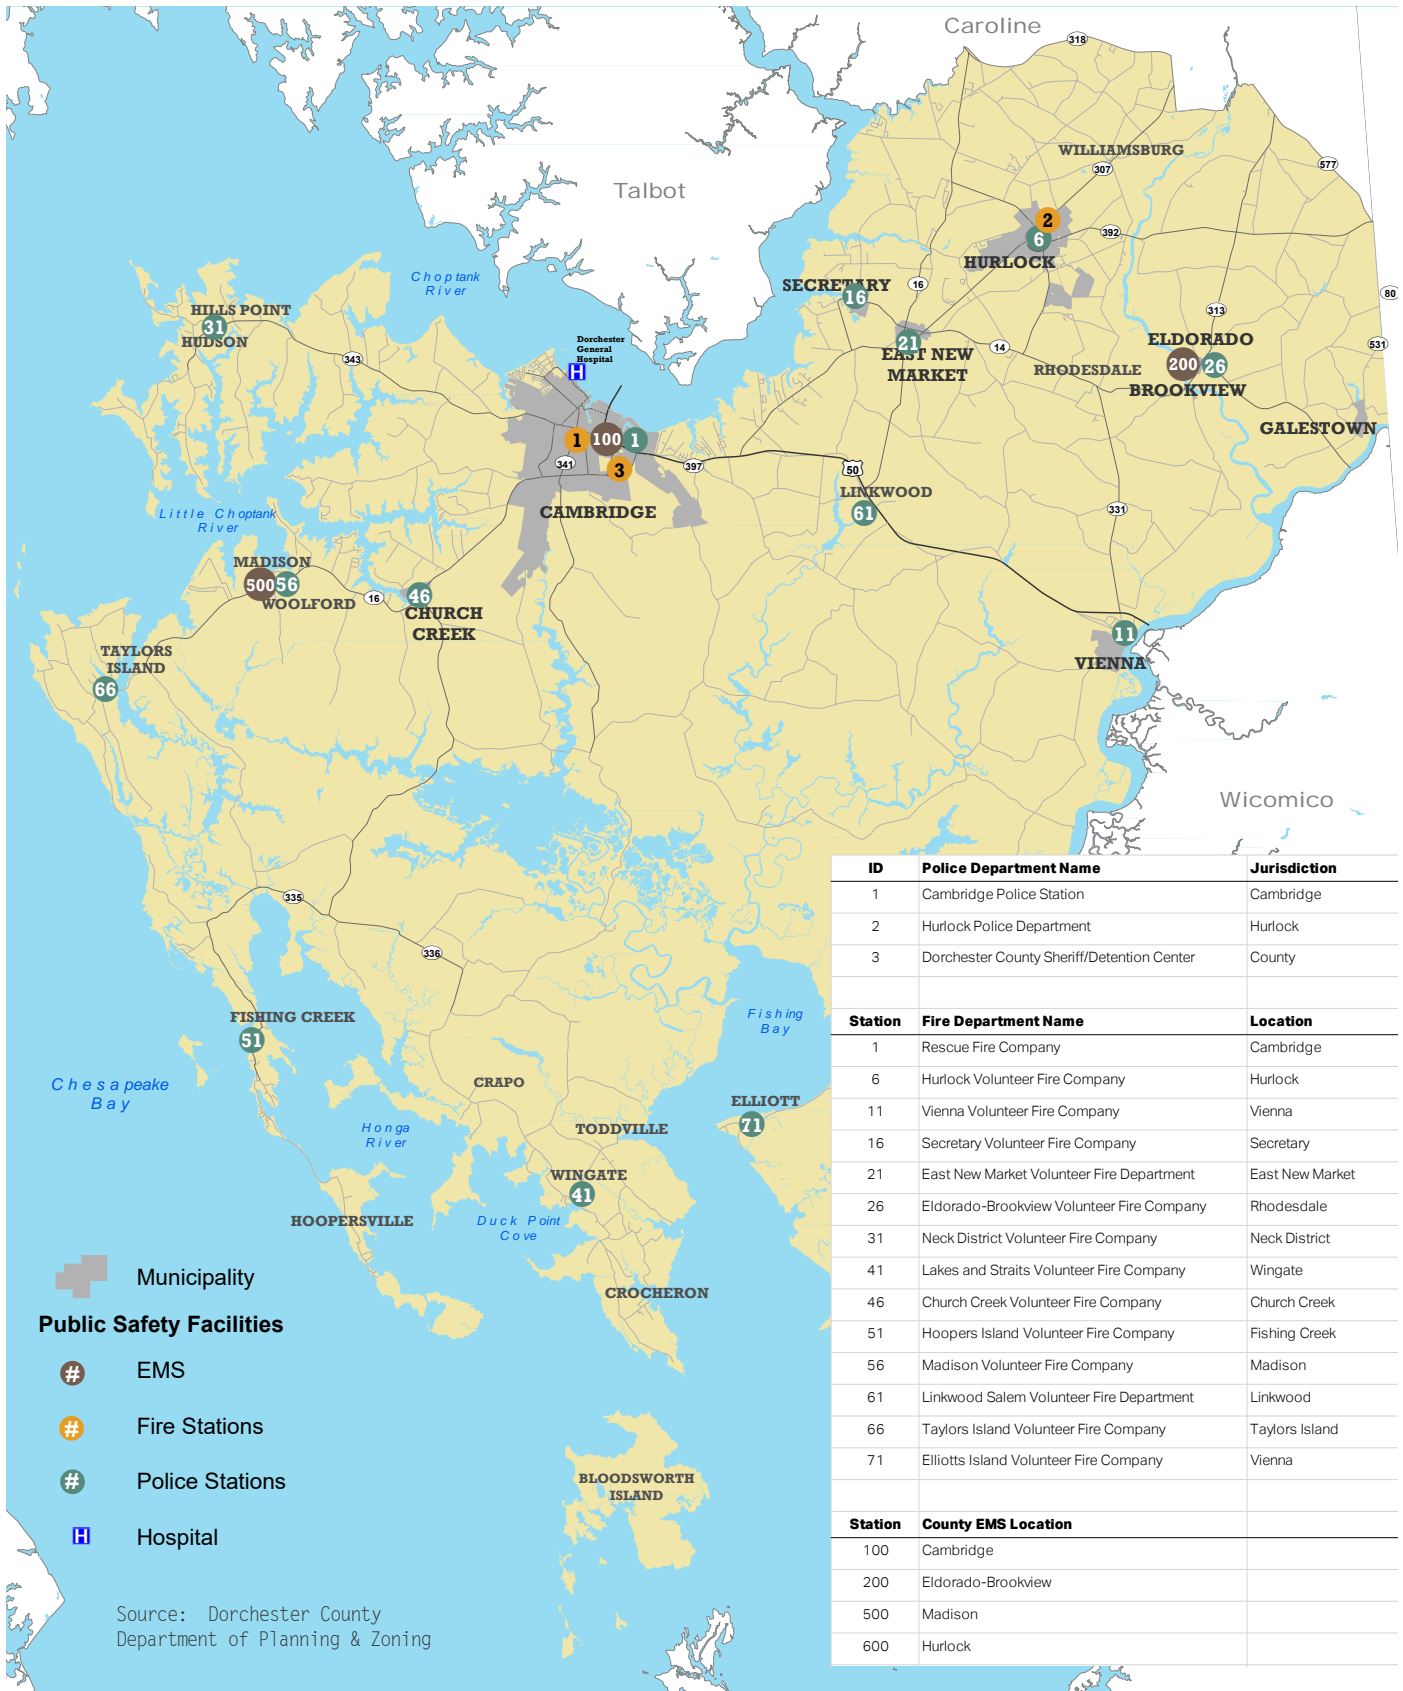 Caroline
318
WILLIAMSBURG
577
307
Talbot
2
392
6
HURLOCK
Choptank
River
SECRETARY
16
16
80
HILLS POINT
31
HUDSON
313
Dorchester
General
Hospital
H
21
EAST NEW
MARKET
14
ELDORADO
531
343
RHODESDALE
200
26
BROOKVIEW
GALESTOWN
1
100
1
341
3
397
50
LINKWOOD
61
CAMBRIDGE
331
Little Choptank
River
MADISON
500
56
WOOLFORD
16
46
CHURCH
CREEK
11
VIENNA
TAYLORS
ISLAND
66
Wicomico
335
336
FISHING CREEK
51
Fishing
Bay
Chesapeake
Bay
CRAPO
ELLIOTT
71
Honga
River
TODDVILLE
WINGATE
41
HOOPERSVILLE
Duck Point
Cove
CROCHERON
BLOODSWORTH
ISLAND
Municipality
Public Safety Facilities
# EMS
# Fire Stations
# Police Stations
H Hospital
Source: Dorchester County
Department of Planning & Zoning
ID Police Department Name Jurisdiction
1 Cambridge Police Station Cambridge
2 Hurlock Police Department Hurlock
3 Dorchester County Sheriff/Detention Center County
Station Fire Department Name Location
1 Rescue Fire Company Cambridge
6 Hurlock Volunteer Fire Company Hurlock
11 Vienna Volunteer Fire Company Vienna
16 Secretary Volunteer Fire Company Secretary
21 East New Market Volunteer Fire Department East New Market
26 Eldorado-Brookview Volunteer Fire Company Rhodesdale
31 Neck District Volunteer Fire Company Neck District
41 Lakes and Straits Volunteer Fire Company Wingate
46 Church Creek Volunteer Fire Company Church Creek
51 Hoopers Island Volunteer Fire Company Fishing Creek
56 Madison Volunteer Fire Company Madison
61 Linkwood Salem Volunteer Fire Department Linkwood
66 Taylors Island Volunteer Fire Company Taylors Island
71 Elliotts Island Volunteer Fire Company Vienna
Station County EMS Location
100 Cambridge
200 Eldorado-Brookview
500 Madison
600 Hurlock